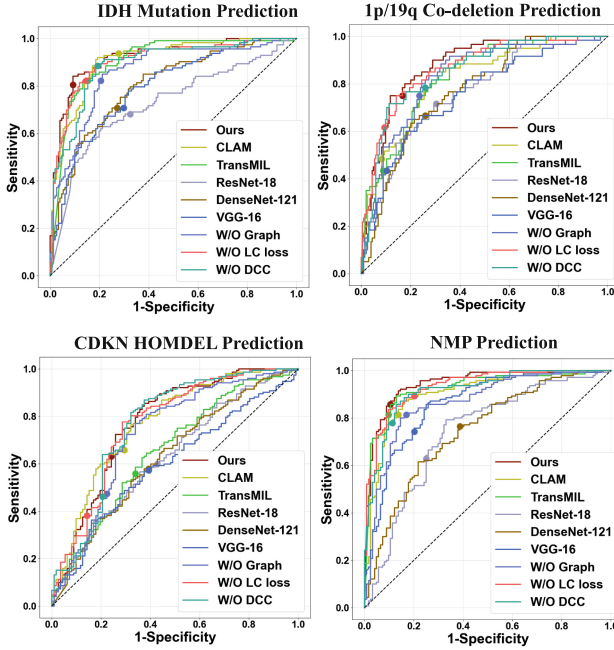 IDH Mutation Prediction
1.0
0.8
0.6
0.4
0.2
0.0
Sensitivity
Ours
CLAM
TransMIL
ResNet-18
DenseNet-121
VGG-16
W/O Graph
W/O LC loss
W/O DCC
0.0 0.2 0.4 0.6 0.8 1.0
1-Specificity
1p/19q Co-deletion Prediction
1.0
0.8
0.6
0.4
0.2
0.0
Sensitivity
Ours
CLAM
TransMIL
ResNet-18
DenseNet-121
VGG-16
W/O Graph
W/O LC loss
W/O DCC
0.0 0.2 0.4 0.6 0.8 1.0
1-Specificity
CDKN HOMDEL Prediction
1.0
0.8
0.6
0.4
0.2
0.0
Sensitivity
Ours
CLAM
TransMIL
ResNet-18
DenseNet-121
VGG-16
W/O Graph
W/O LC loss
W/O DCC
0.0 0.2 0.4 0.6 0.8 1.0
1-Specificity
NMP Prediction
1.0
0.8
0.6
0.4
0.2
0.0
Sensitivity
Ours
CLAM
TransMIL
ResNet-18
DenseNet-121
VGG-16
W/O Graph
W/O LC loss
W/O DCC
0.0 0.2 0.4 0.6 0.8 1.0
1-Specificity